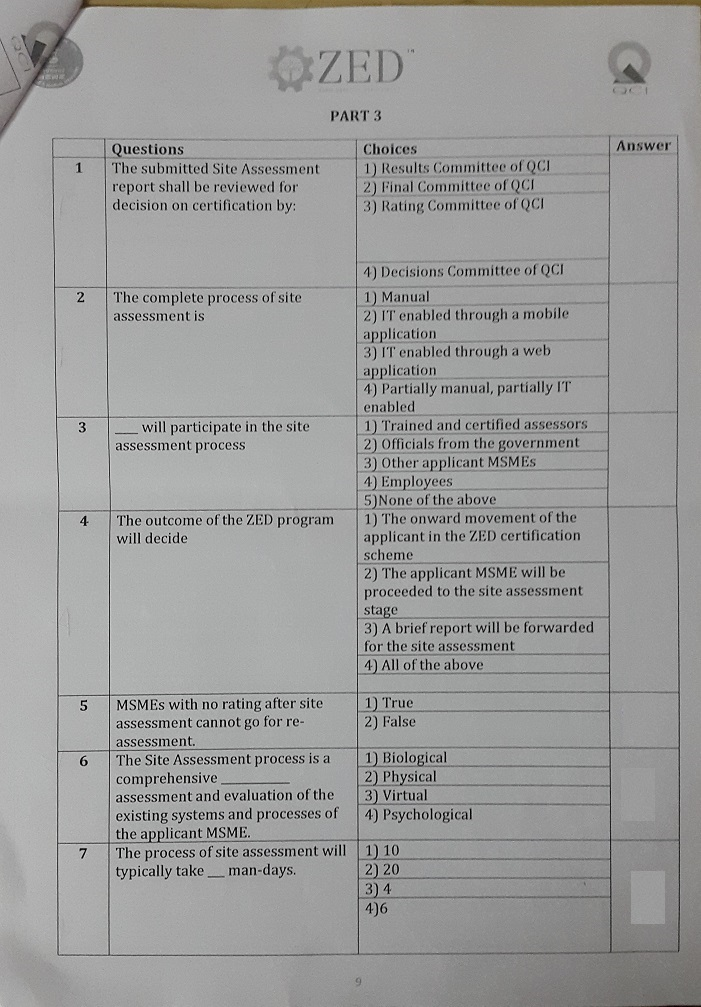 QCI
ZED™
QCI
PART 3
Questions
Choices
Answer
1
The submitted Site Assessment
report shall be reviewed for
decision on certification by:
1) Results Committee of QCI
2) Final Committee of QCI
3) Rating Committee of QCI
4) Decisions Committee of QCI
2
The complete process of site
assessment is
1) Manual
2) IT enabled through a mobile
application
3) IT enabled through a web
application
4) Partially manual, partially IT
enabled
3
___ will participate in the site
assessment process
1) Trained and certified assessors
2) Officials from the government
3) Other applicant MSMEs
4) Employees
5)None of the above
4
The outcome of the ZED program
will decide
1) The onward movement of the
applicant in the ZED certification
scheme
2) The applicant MSME will be
proceeded to the site assessment
stage
3) A brief report will be forwarded
for the site assessment
4) All of the above
5
MSMEs with no rating after site
assessment cannot go for re-
assessment.
1) True
2) False
6
The Site Assessment process is a
comprehensive _________
assessment and evaluation of the
existing systems and processes of
the applicant MSME.
1) Biological
2) Physical
3) Virtual
4) Psychological
7
The process of site assessment will
typically take __ man-days.
1) 10
2) 20
3) 4
4)6
9